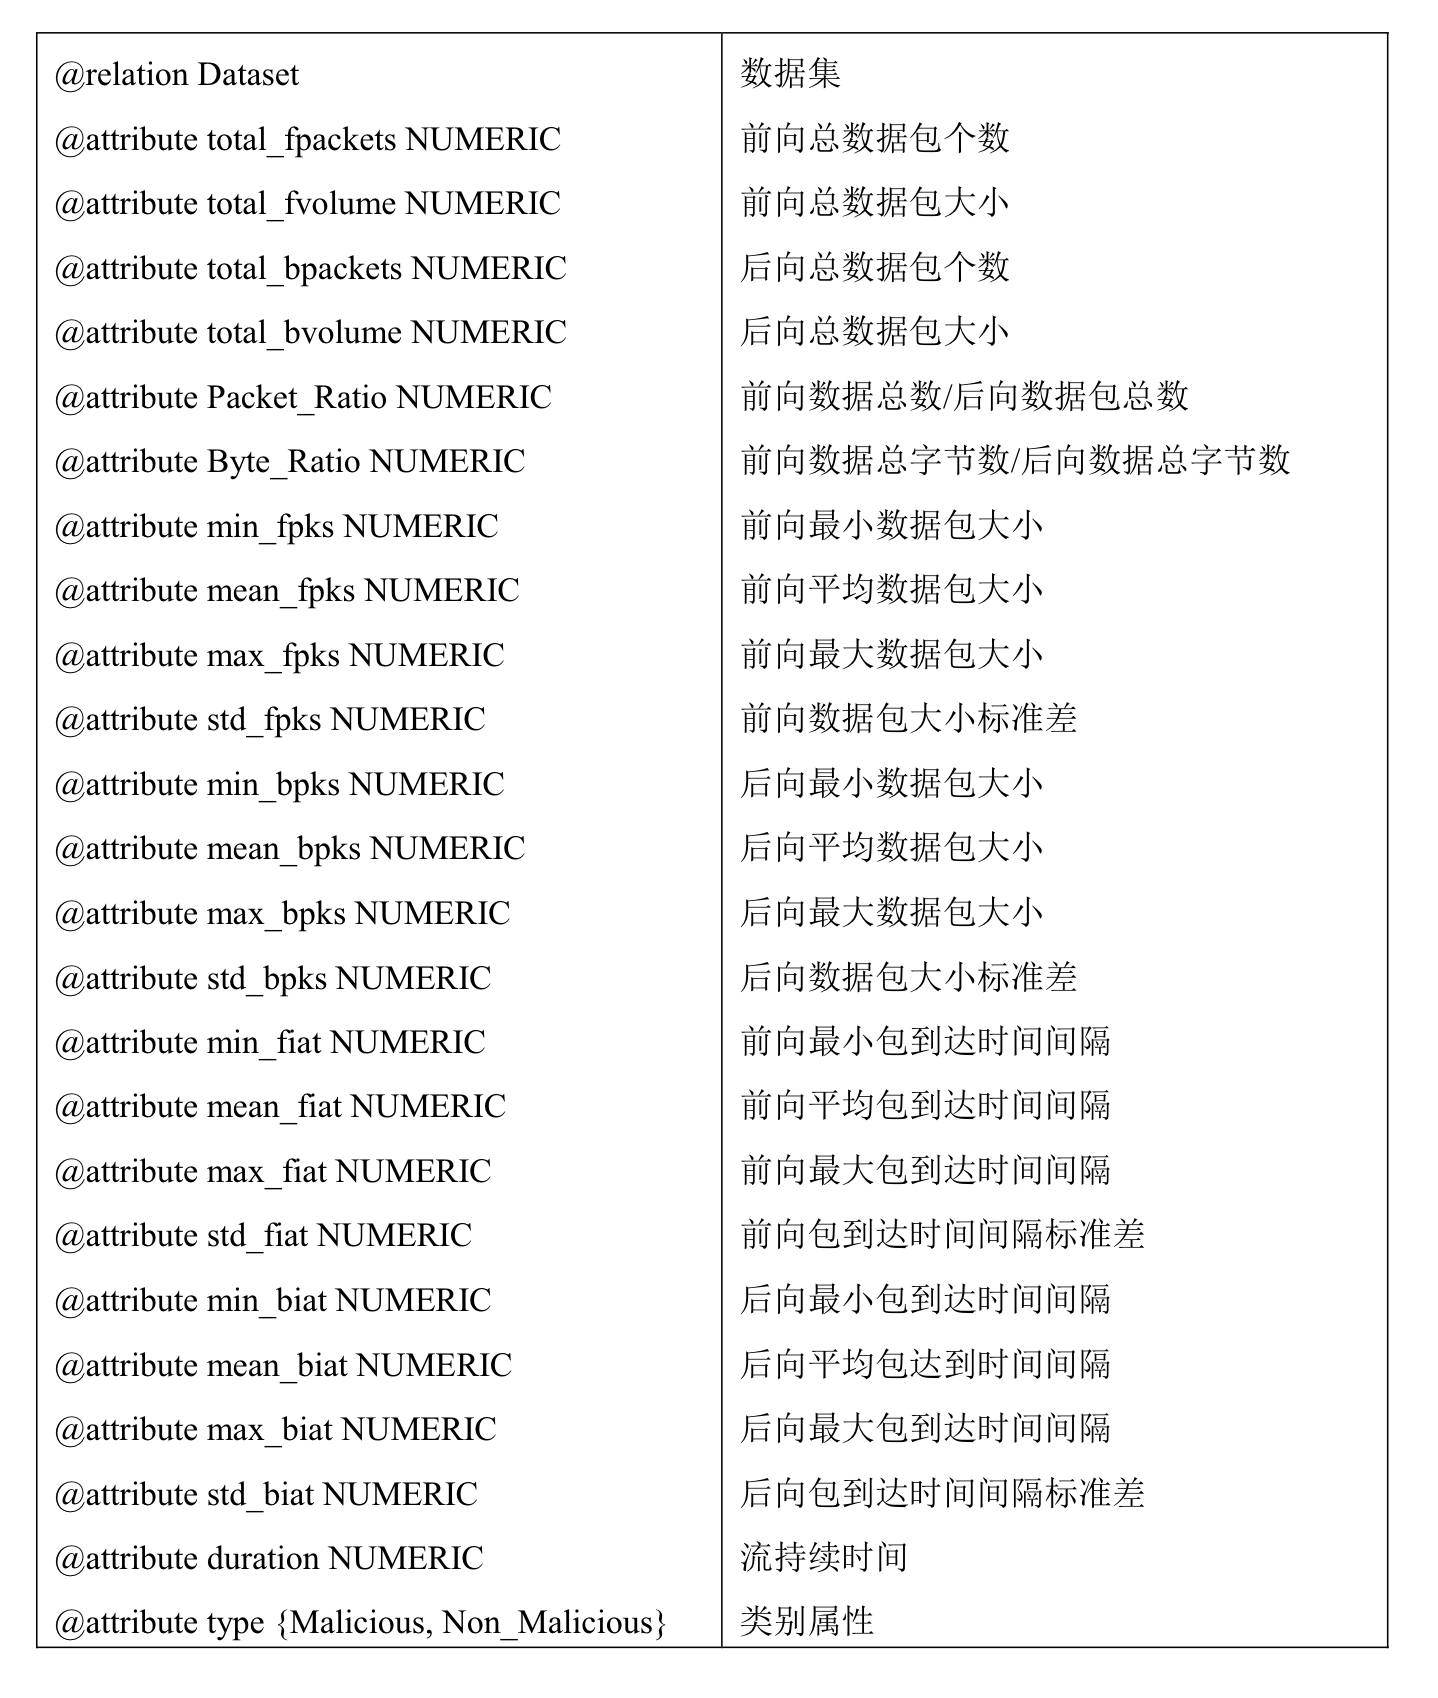 @relation Dataset 数据集
@attribute total_fpackets NUMERIC 前向总数据包个数
@attribute total_fvolume NUMERIC 前向总数据包大小
@attribute total_bpackets NUMERIC 后向总数据包个数
@attribute total_bvolume NUMERIC 后向总数据包大小
@attribute Packet_Ratio NUMERIC 前向数据总数/后向数据包总数
@attribute Byte_Ratio NUMERIC 前向数据总字节数/后向数据总字节数
@attribute min_fpks NUMERIC 前向最小数据包大小
@attribute mean_fpks NUMERIC 前向平均数据包大小
@attribute max_fpks NUMERIC 前向最大数据包大小
@attribute std_fpks NUMERIC 前向数据包大小标准差
@attribute min_bpks NUMERIC 后向最小数据包大小
@attribute mean_bpks NUMERIC 后向平均数据包大小
@attribute max_bpks NUMERIC 后向最大数据包大小
@attribute std_bpks NUMERIC 后向数据包大小标准差
@attribute min_fiat NUMERIC 前向最小包到达时间间隔
@attribute mean_fiat NUMERIC 前向平均包到达时间间隔
@attribute max_fiat NUMERIC 前向最大包到达时间间隔
@attribute std_fiat NUMERIC 前向包到达时间间隔标准差
@attribute min_biat NUMERIC 后向最小包到达时间间隔
@attribute mean_biat NUMERIC 后向平均包达到时间间隔
@attribute max_biat NUMERIC 后向最大包到达时间间隔
@attribute std_biat NUMERIC 后向包到达时间间隔标准差
@attribute duration NUMERIC 流持续时间
@attribute type {Malicious, Non_Malicious} 类别属性